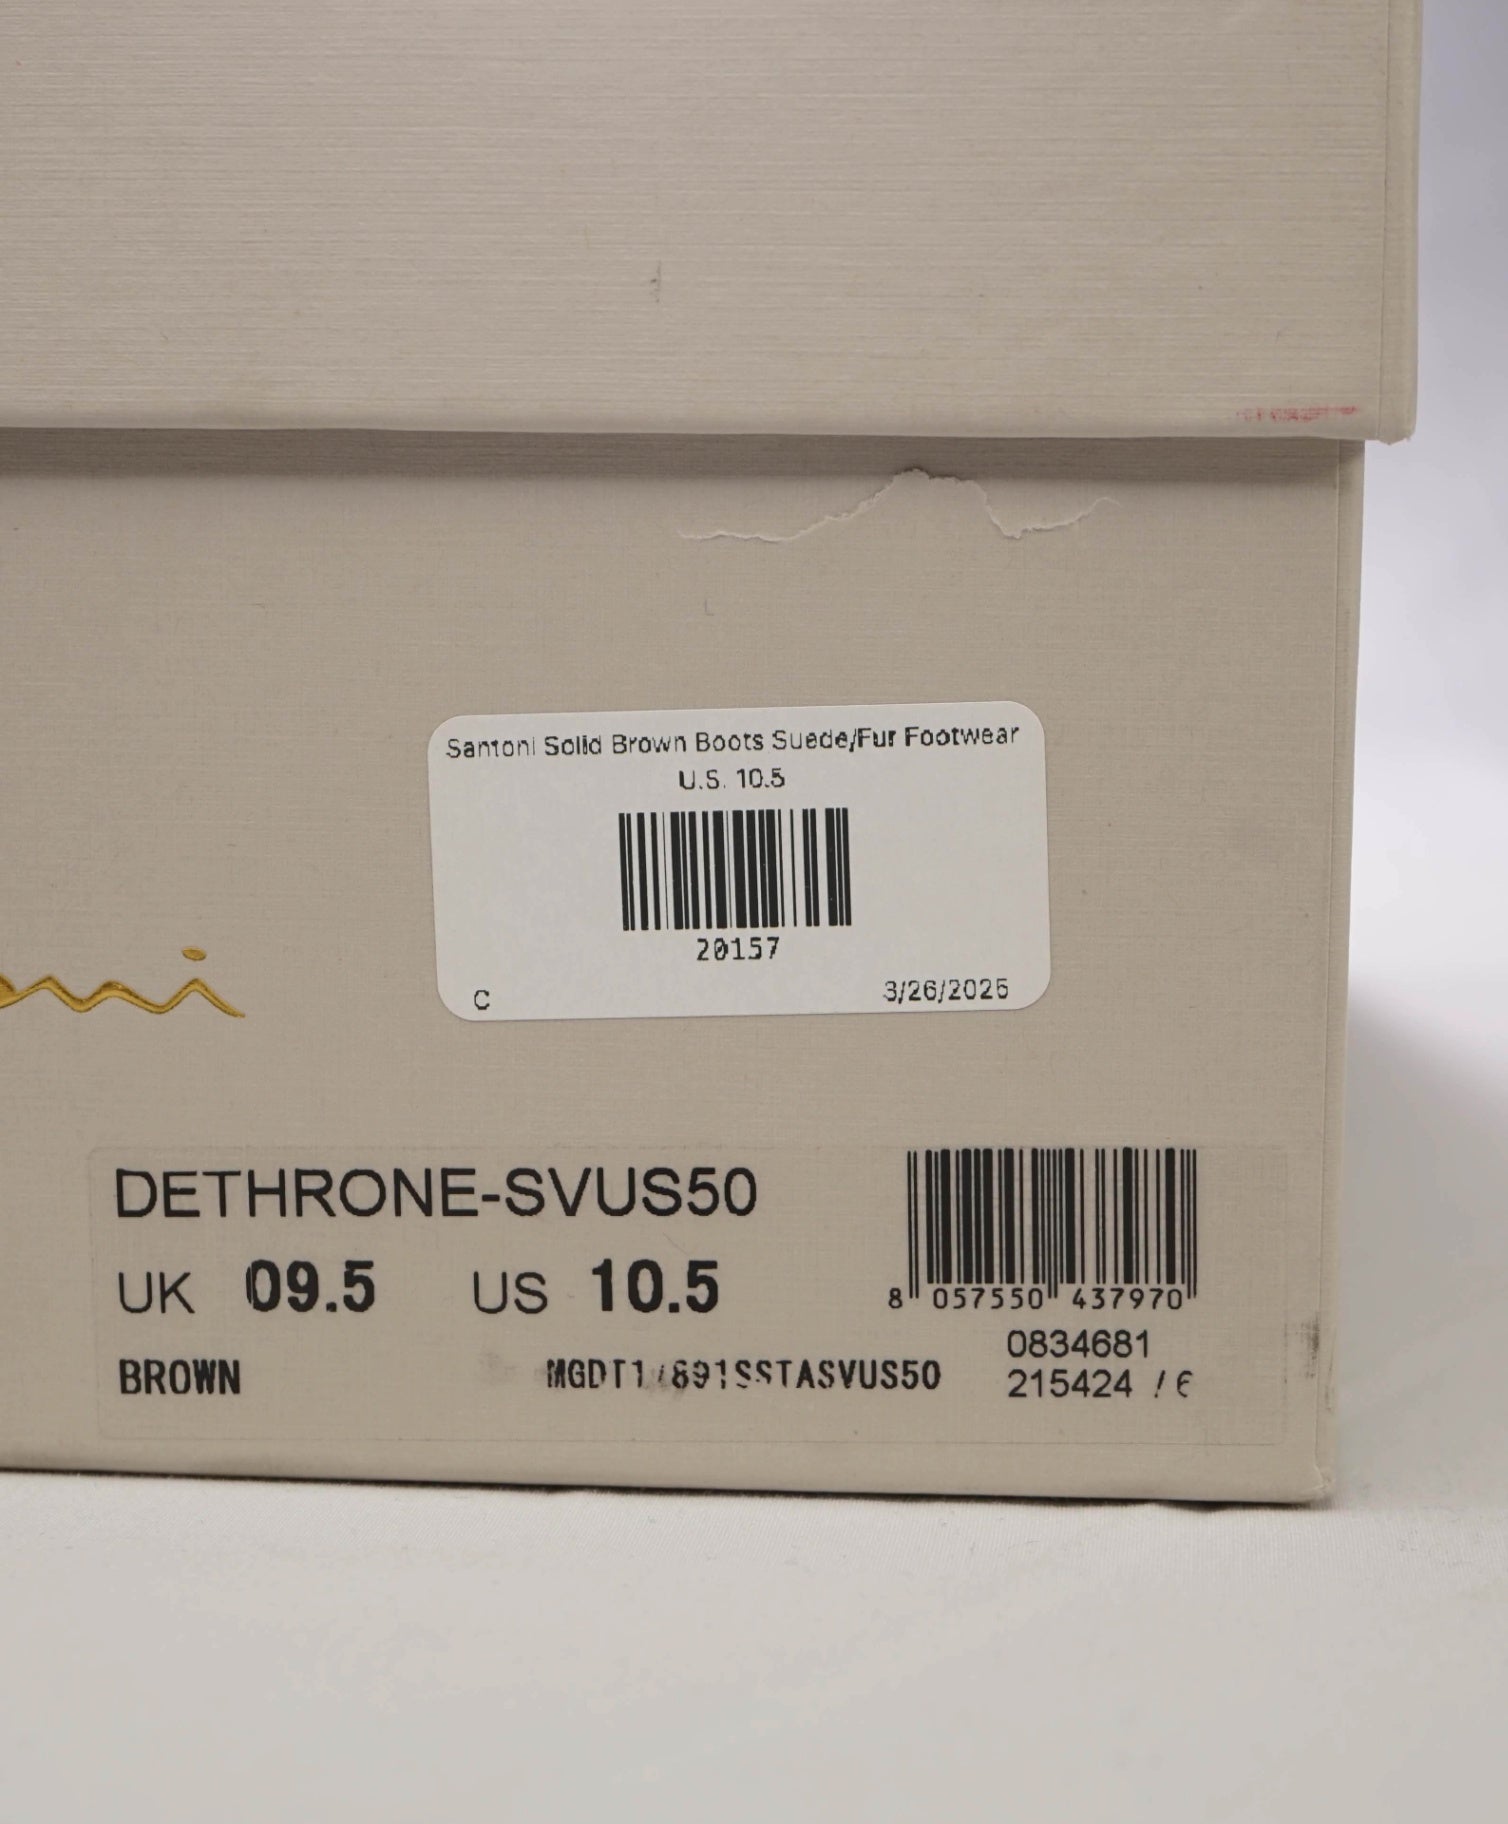 Santoni Solid Brown Boots Suede/Fur Footwear
U.S. 10.5
20157
C 3/26/2025
DETHRONE-SVUS50
UK 09.5 US 10.5
8 057550 437970
BROWN
0834681
215424 / 6